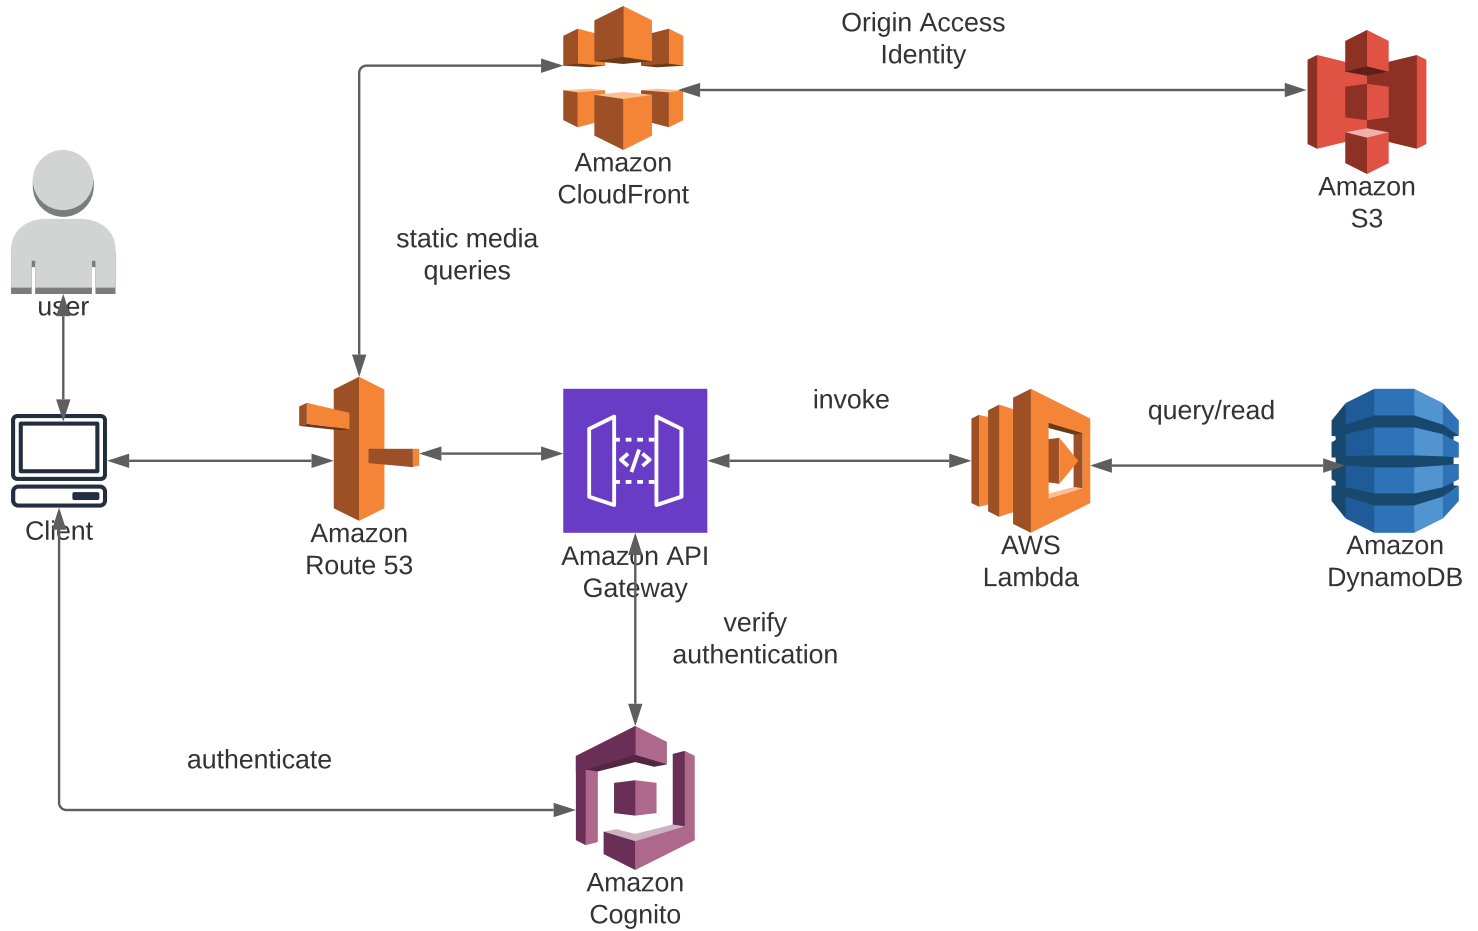 Origin Access
Identity
Amazon
CloudFront
Amazon
S3
static media
queries
user
invoke
query/read
Client
Amazon
Route 53
Amazon API
Gateway
AWS
Lambda
Amazon
DynamoDB
verify
authentication
authenticate
Amazon
Cognito